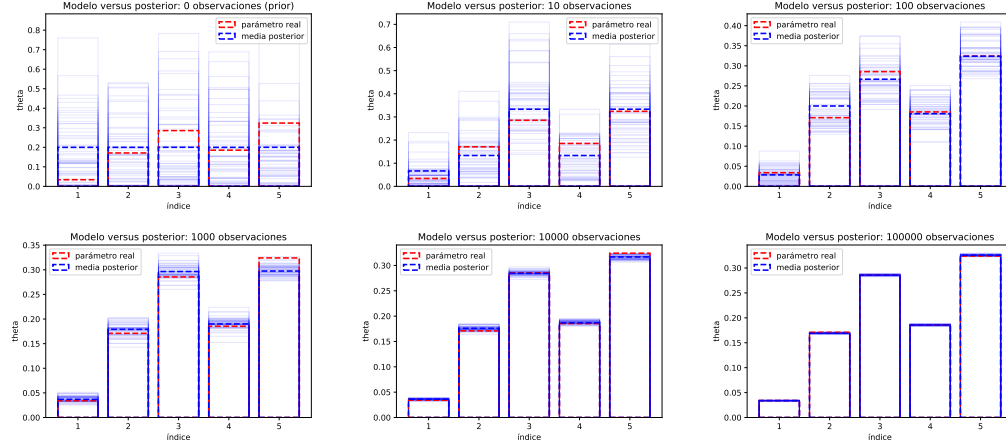 Modelo versus posterior: 0 observaciones (prior)
parámetro real
media posterior
theta
0.8
0.7
0.6
0.5
0.4
0.3
0.2
0.1
0.0
1 2 3 4 5
índice
Modelo versus posterior: 10 observaciones
parámetro real
media posterior
theta
0.7
0.6
0.5
0.4
0.3
0.2
0.1
0.0
1 2 3 4 5
índice
Modelo versus posterior: 100 observaciones
parámetro real
media posterior
theta
0.40
0.35
0.30
0.25
0.20
0.15
0.10
0.05
0.00
1 2 3 4 5
índice
Modelo versus posterior: 1000 observaciones
parámetro real
media posterior
theta
0.35
0.30
0.25
0.20
0.15
0.10
0.05
0.00
1 2 3 4 5
índice
Modelo versus posterior: 10000 observaciones
parámetro real
media posterior
theta
0.30
0.25
0.20
0.15
0.10
0.05
0.00
1 2 3 4 5
índice
Modelo versus posterior: 100000 observaciones
parámetro real
media posterior
theta
0.30
0.25
0.20
0.15
0.10
0.05
0.00
1 2 3 4 5
índice